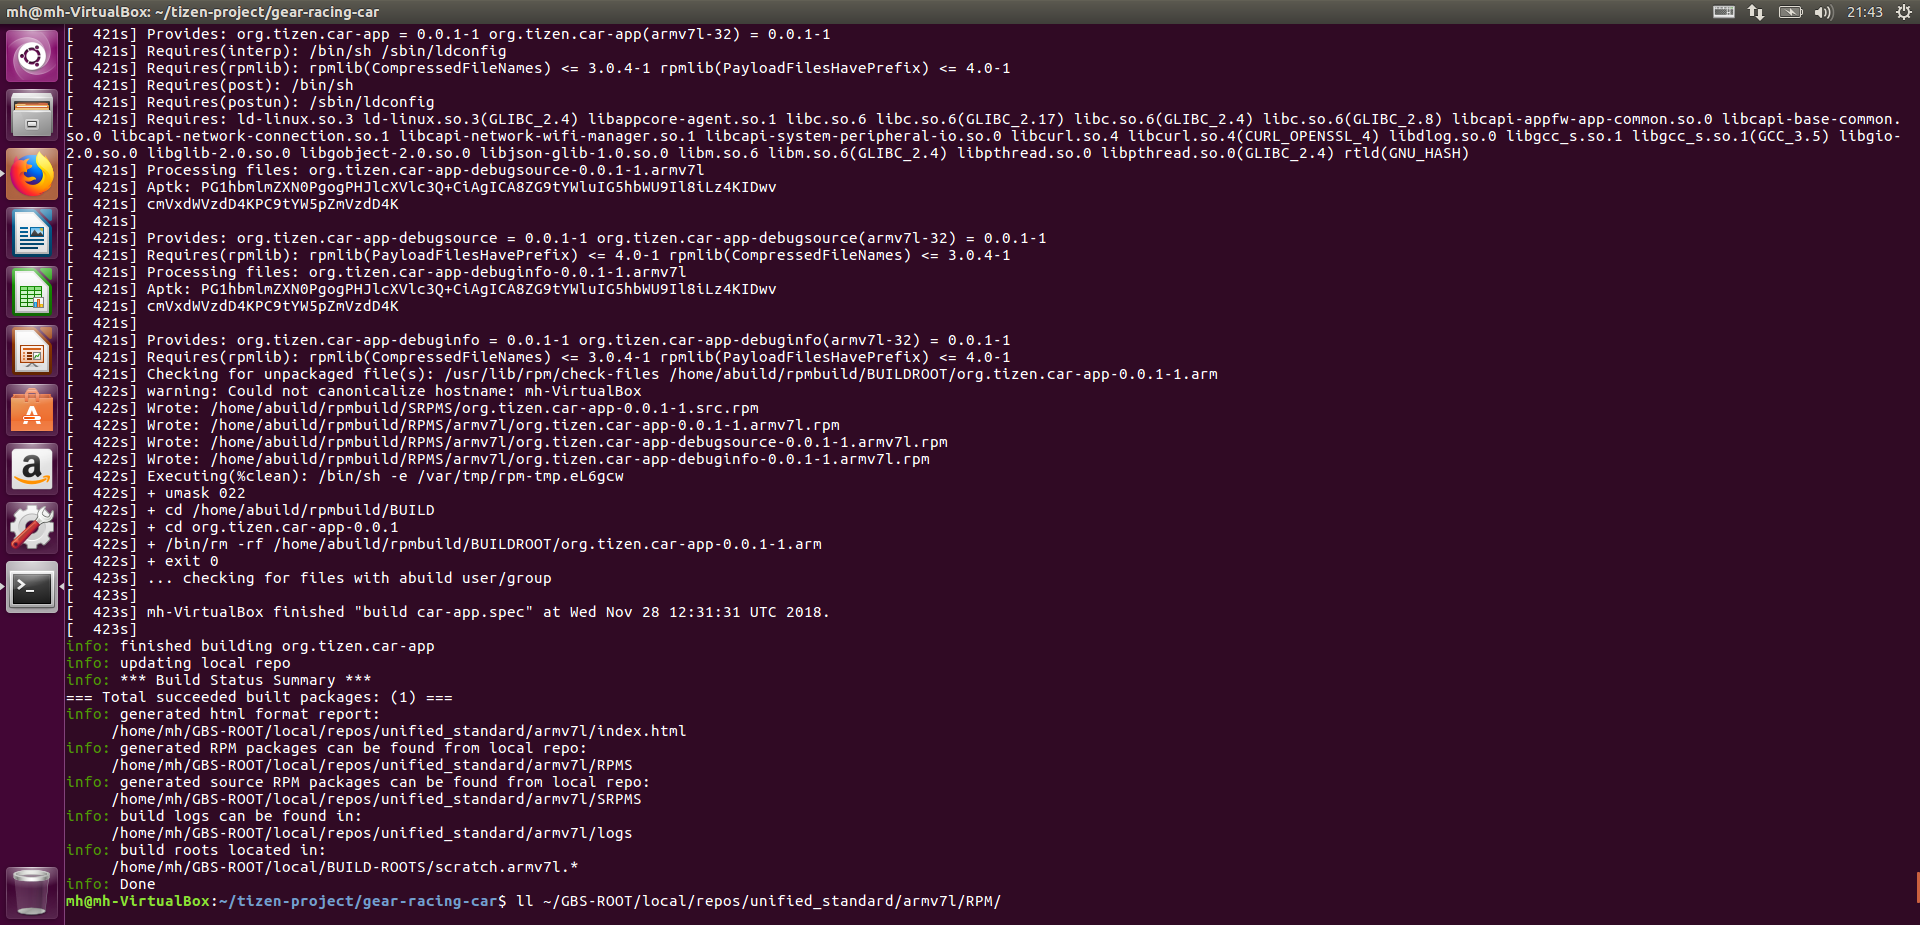 mh@mh-VirtualBox: ~/tizen-project/gear-racing-car
21:43
[  421s] Provides: org.tizen.car-app = 0.0.1-1 org.tizen.car-app(armv7l-32) = 0.0.1-1
[  421s] Requires(interp): /bin/sh /sbin/ldconfig
[  421s] Requires(rpmlib): rpmlib(CompressedFileNames) <= 3.0.4-1 rpmlib(PayloadFilesHavePrefix) <= 4.0-1
[  421s] Requires(post): /bin/sh
[  421s] Requires(postun): /sbin/ldconfig
[  421s] Requires: ld-linux.so.3 ld-linux.so.3(GLIBC_2.4) libappcore-agent.so.1 libc.so.6 libc.so.6(GLIBC_2.17) libc.so.6(GLIBC_2.4) libc.so.6(GLIBC_2.8) libcapi-appfw-app-common.so.0 libcapi-base-common.
so.0 libcapi-network-connection.so.1 libcapi-network-wifi-manager.so.1 libcapi-system-peripheral-io.so.0 libcurl.so.4 libcurl.so.4(CURL_OPENSSL_4) libdlog.so.0 libgcc_s.so.1 libgcc_s.so.1(GCC_3.5) libgio-
2.0.so.0 libglib-2.0.so.0 libgobject-2.0.so.0 libjson-glib-1.0.so.0 libm.so.6 libm.so.6(GLIBC_2.4) libpthread.so.0 libpthread.so.0(GLIBC_2.4) rtld(GNU_HASH)
[  421s] Processing files: org.tizen.car-app-debugsource-0.0.1-1.armv7l
[  421s] Aptk: PG1hbmlmZXN0PgogPHJlcXVlc3Q+CiAgICA8ZG9tYWluIG5hbWU9Il8iLz4KIDwv
[  421s] cmVxdWVzdD4KPC9tYW5pZmVzdD4K
[  421s]
[  421s] Provides: org.tizen.car-app-debugsource = 0.0.1-1 org.tizen.car-app-debugsource(armv7l-32) = 0.0.1-1
[  421s] Requires(rpmlib): rpmlib(PayloadFilesHavePrefix) <= 4.0-1 rpmlib(CompressedFileNames) <= 3.0.4-1
[  421s] Processing files: org.tizen.car-app-debuginfo-0.0.1-1.armv7l
[  421s] Aptk: PG1hbmlmZXN0PgogPHJlcXVlc3Q+CiAgICA8ZG9tYWluIG5hbWU9Il8iLz4KIDwv
[  421s] cmVxdWVzdD4KPC9tYW5pZmVzdD4K
[  421s]
[  421s] Provides: org.tizen.car-app-debuginfo = 0.0.1-1 org.tizen.car-app-debuginfo(armv7l-32) = 0.0.1-1
[  421s] Requires(rpmlib): rpmlib(CompressedFileNames) <= 3.0.4-1 rpmlib(PayloadFilesHavePrefix) <= 4.0-1
[  421s] Checking for unpackaged file(s): /usr/lib/rpm/check-files /home/abuild/rpmbuild/BUILDROOT/org.tizen.car-app-0.0.1-1.arm
[  422s] warning: Could not canonicalize hostname: mh-VirtualBox
[  422s] Wrote: /home/abuild/rpmbuild/SRPMS/org.tizen.car-app-0.0.1-1.src.rpm
[  422s] Wrote: /home/abuild/rpmbuild/RPMS/armv7l/org.tizen.car-app-0.0.1-1.armv7l.rpm
[  422s] Wrote: /home/abuild/rpmbuild/RPMS/armv7l/org.tizen.car-app-debugsource-0.0.1-1.armv7l.rpm
[  422s] Wrote: /home/abuild/rpmbuild/RPMS/armv7l/org.tizen.car-app-debuginfo-0.0.1-1.armv7l.rpm
[  422s] Executing(%clean): /bin/sh -e /var/tmp/rpm-tmp.eL6gcw
[  422s] + umask 022
[  422s] + cd /home/abuild/rpmbuild/BUILD
[  422s] + cd org.tizen.car-app-0.0.1
[  422s] + /bin/rm -rf /home/abuild/rpmbuild/BUILDROOT/org.tizen.car-app-0.0.1-1.arm
[  422s] + exit 0
[  423s] ... checking for files with abuild user/group
[  423s]
[  423s] mh-VirtualBox finished "build car-app.spec" at Wed Nov 28 12:31:31 UTC 2018.
[  423s]
info: finished building org.tizen.car-app
info: updating local repo
info: *** Build Status Summary ***
=== Total succeeded built packages: (1) ===
info: generated html format report:
     /home/mh/GBS-ROOT/local/repos/unified_standard/armv7l/index.html
info: generated RPM packages can be found from local repo:
     /home/mh/GBS-ROOT/local/repos/unified_standard/armv7l/RPMS
info: generated source RPM packages can be found from local repo:
     /home/mh/GBS-ROOT/local/repos/unified_standard/armv7l/SRPMS
info: build logs can be found in:
     /home/mh/GBS-ROOT/local/repos/unified_standard/armv7l/logs
info: build roots located in:
     /home/mh/GBS-ROOT/local/BUILD-ROOTS/scratch.armv7l.*
info: Done
mh@mh-VirtualBox:~/tizen-project/gear-racing-car$ ll ~/GBS-ROOT/local/repos/unified_standard/armv7l/RPM/